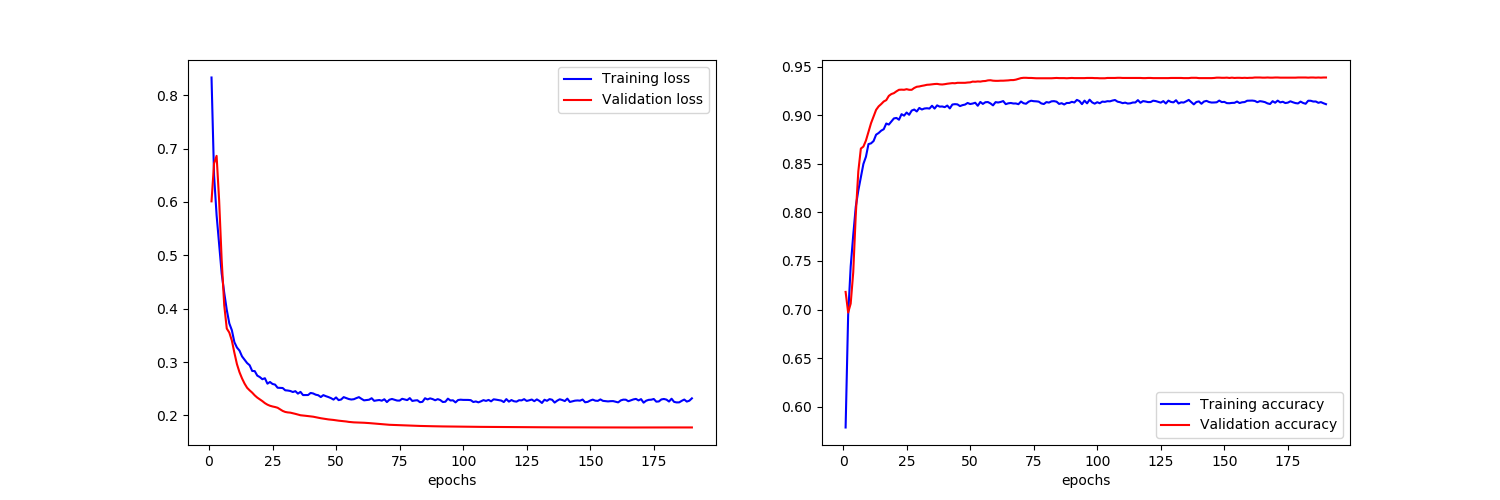 Training loss
Validation loss
0.8
0.7
0.6
0.5
0.4
0.3
0.2
0 25 50 75 100 125 150 175
epochs
0.95
0.90
0.85
0.80
0.75
0.70
0.65
0.60
Training accuracy
Validation accuracy
0 25 50 75 100 125 150 175
epochs